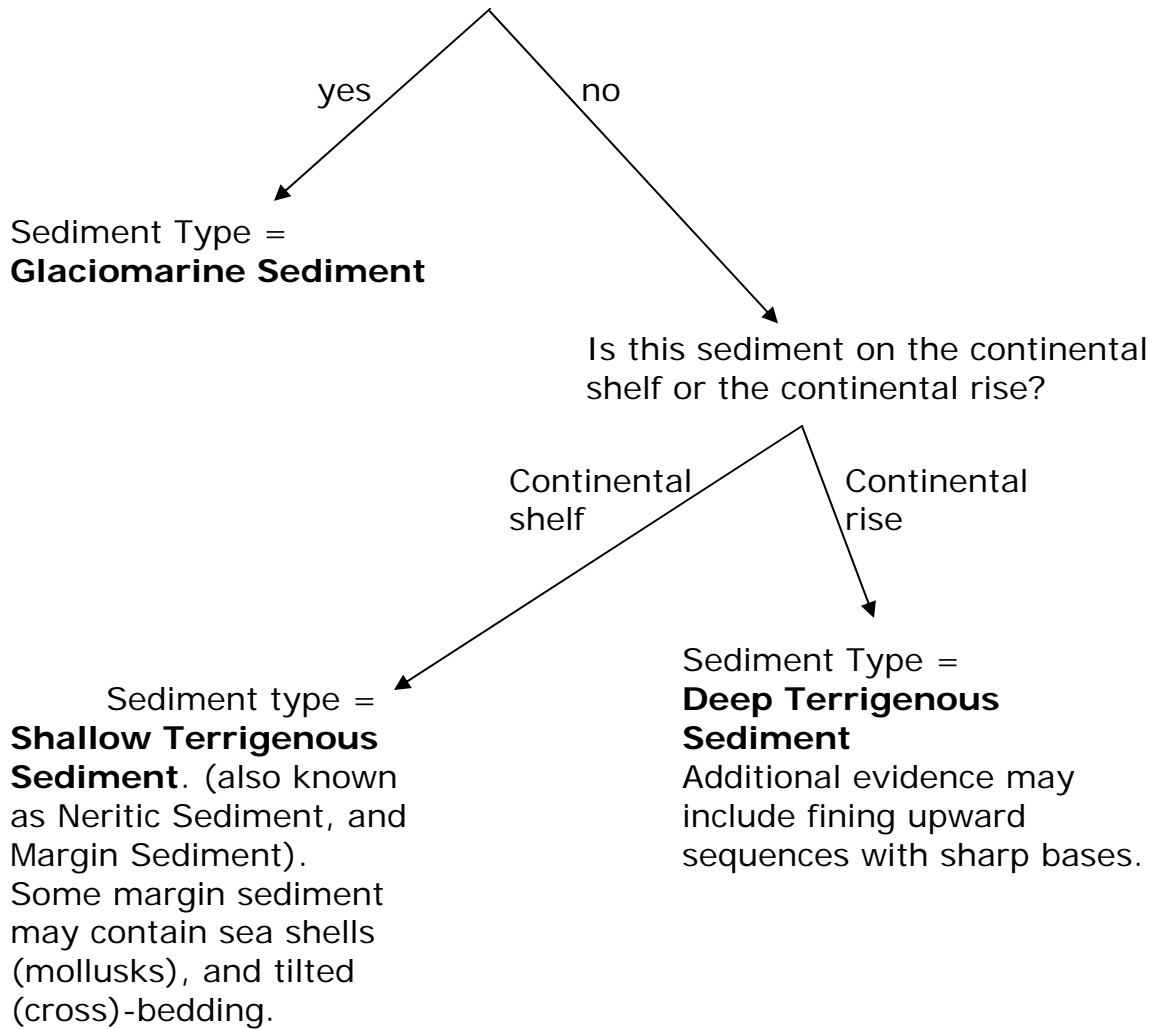 yes
no
Sediment Type =
Glaciomarine Sediment
Is this sediment on the continental
shelf or the continental rise?
Continental
shelf
Continental
rise
Sediment type =
Shallow Terrigenous
Sediment. (also known
as Neritic Sediment, and
Margin Sediment).
Some margin sediment
may contain sea shells
(mollusks), and tilted
(cross)-bedding.
Sediment Type =
Deep Terrigenous
Sediment
Additional evidence may
include fining upward
sequences with sharp bases.